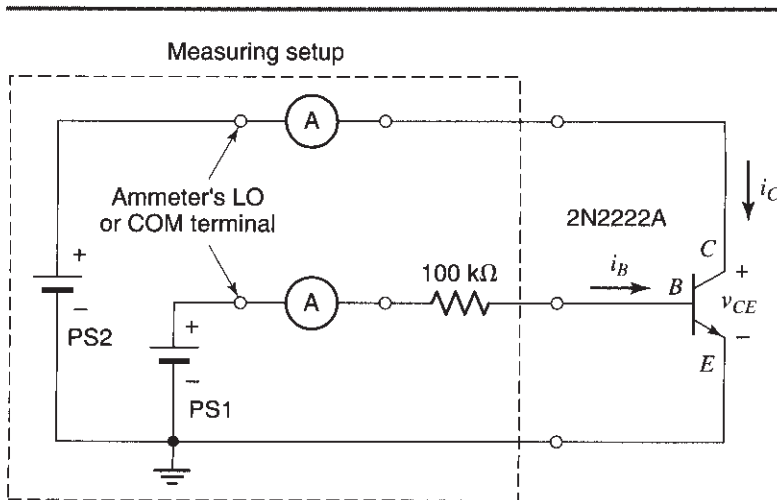 Measuring setup
A
Ammeter's LO
or COM terminal
i_C
2N2222A
C
+
100 kΩ
i_B
B
v_CE
+
−
PS2
A
+
−
PS1
−
E